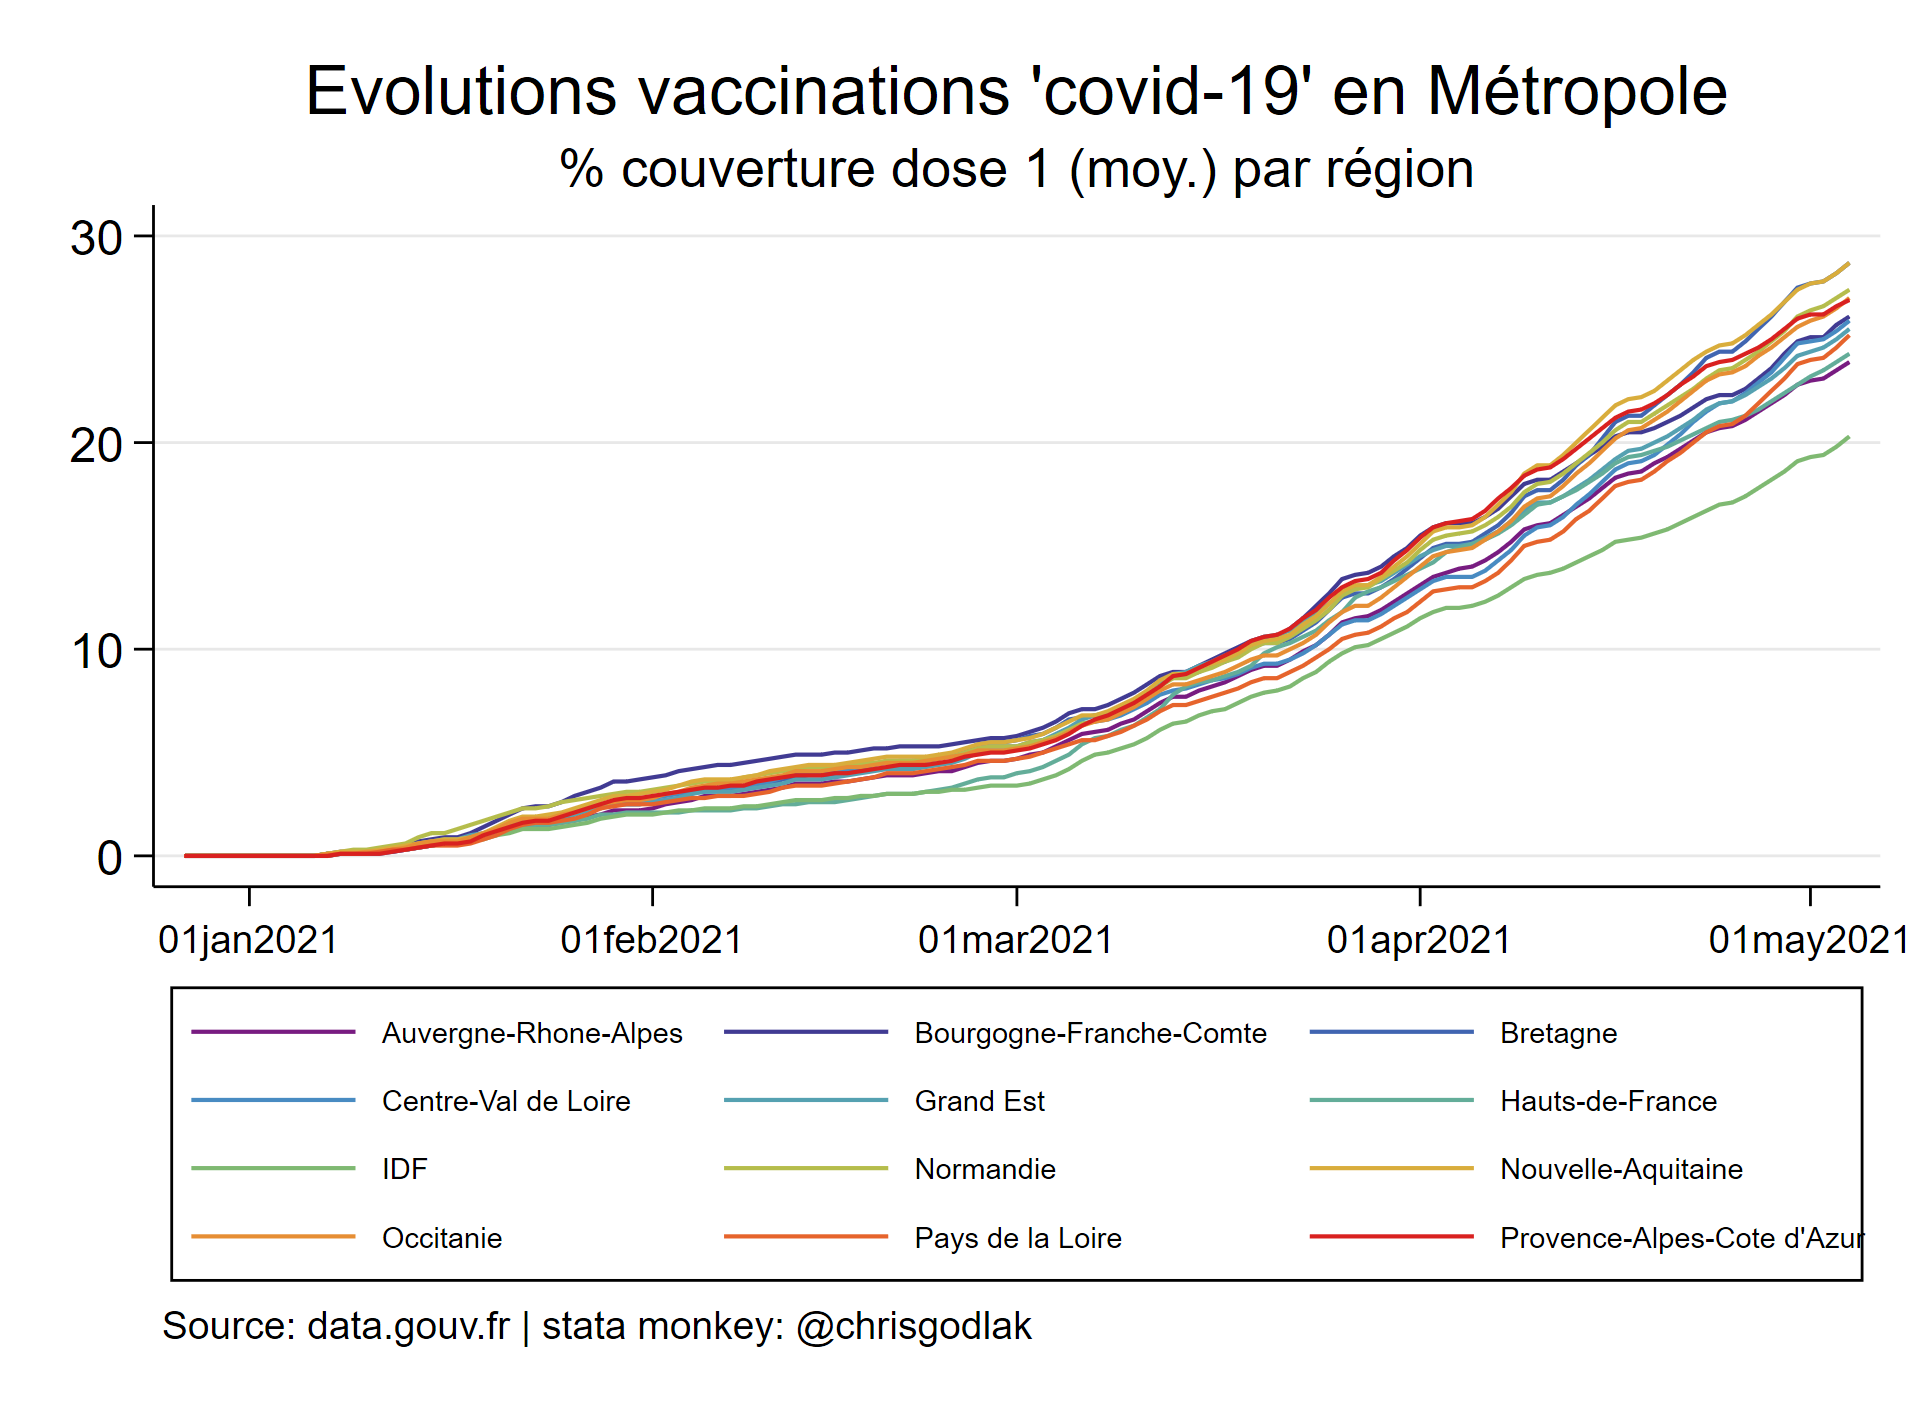 Evolutions vaccinations 'covid-19' en Métropole
% couverture dose 1 (moy.) par région
30
20
10
0
01jan2021 01feb2021 01mar2021 01apr2021 01may2021
Auvergne-Rhone-Alpes Bourgogne-Franche-Comte Bretagne
Centre-Val de Loire Grand Est Hauts-de-France
IDF Normandie Nouvelle-Aquitaine
Occitanie Pays de la Loire Provence-Alpes-Cote d'Azur
Source: data.gouv.fr | stata monkey: @chrisgodlak